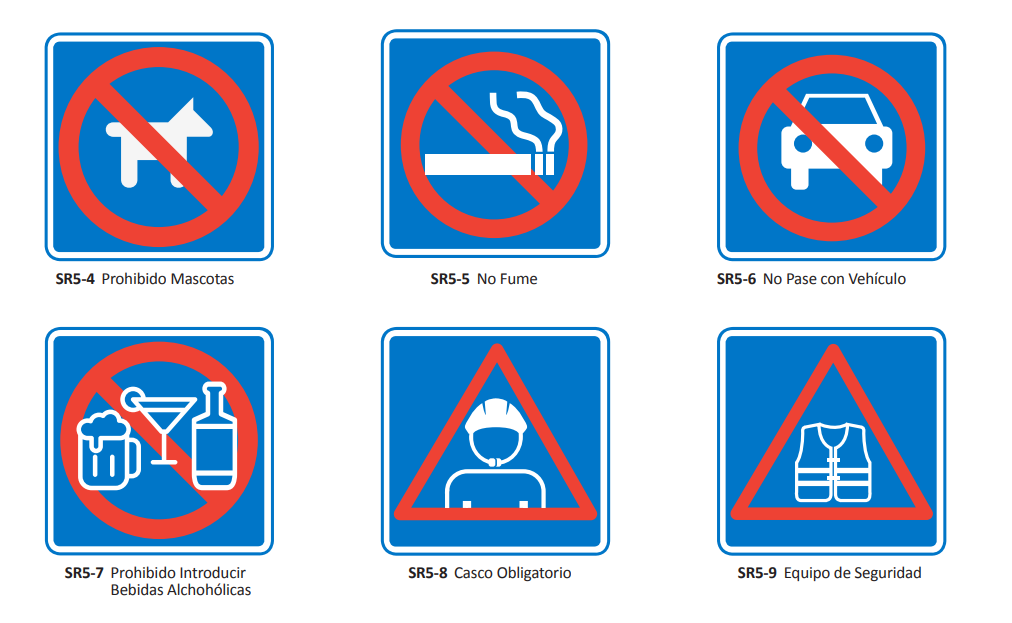 SR5-4 Prohibido Mascotas
SR5-5 No Fume
SR5-6 No Pase con Vehículo
SR5-7 Prohibido Introducir
Bebidas Alchohólicas
SR5-8 Casco Obligatorio
SR5-9 Equipo de Seguridad